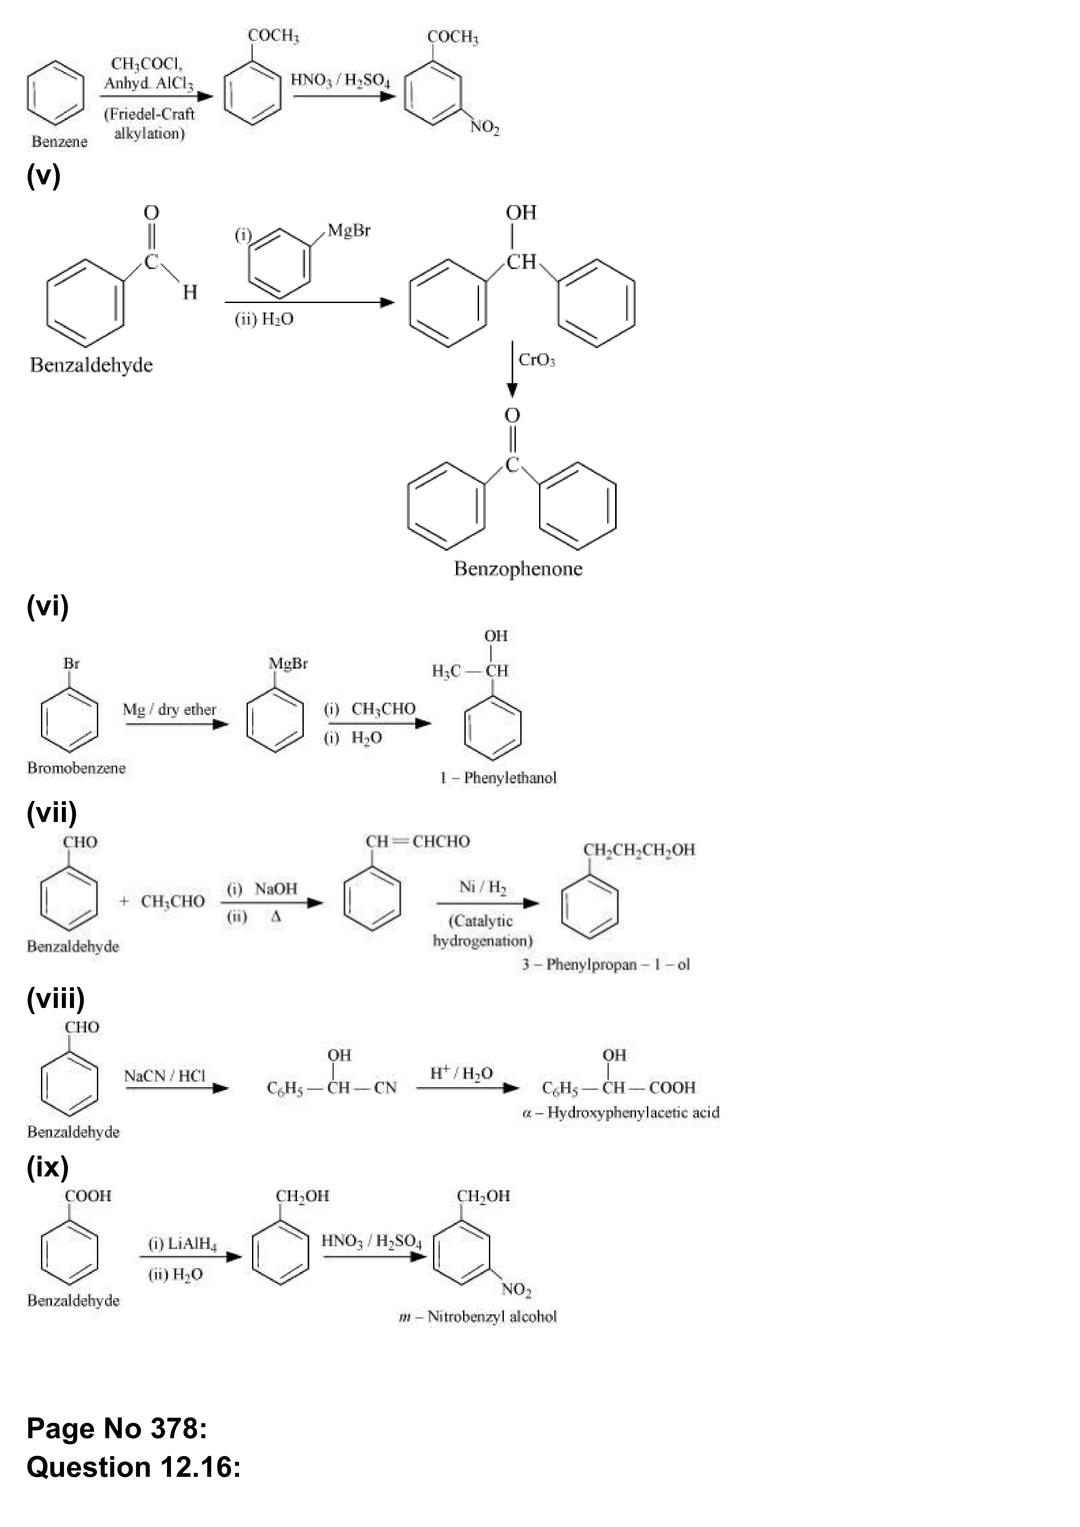 COCH3 COCH3
CH3COCl,
Anhyd. AlCl3 HNO3 / H2SO4
(Friedel-Craft
alkylation) NO2
Benzene
(v)
O OH
(i) MgBr
C CH
H
(ii) H2O
Benzaldehyde CrO3
O
C
Benzophenone
(vi)
OH
Br MgBr H3C — CH
Mg / dry ether (i) CH3CHO
(i) H2O
Bromobenzene 1 – Phenylethanol
(vii)
CHO CH=CHCHO CH2CH2CH2OH
(i) NaOH Ni / H2
+ CH3CHO (ii) Δ (Catalytic
Benzaldehyde hydrogenation)
3 – Phenylpropan – 1 – ol
(viii)
CHO
OH OH
NaCN / HCl H+ / H2O
C6H5 — CH — CN C6H5 — CH — COOH
α – Hydroxyphenylacetic acid
Benzaldehyde
(ix)
COOH CH2OH CH2OH
(i) LiAlH4 HNO3 / H2SO4
(ii) H2O NO2
Benzaldehyde
m – Nitrobenzyl alcohol
Page No 378:
Question 12.16: